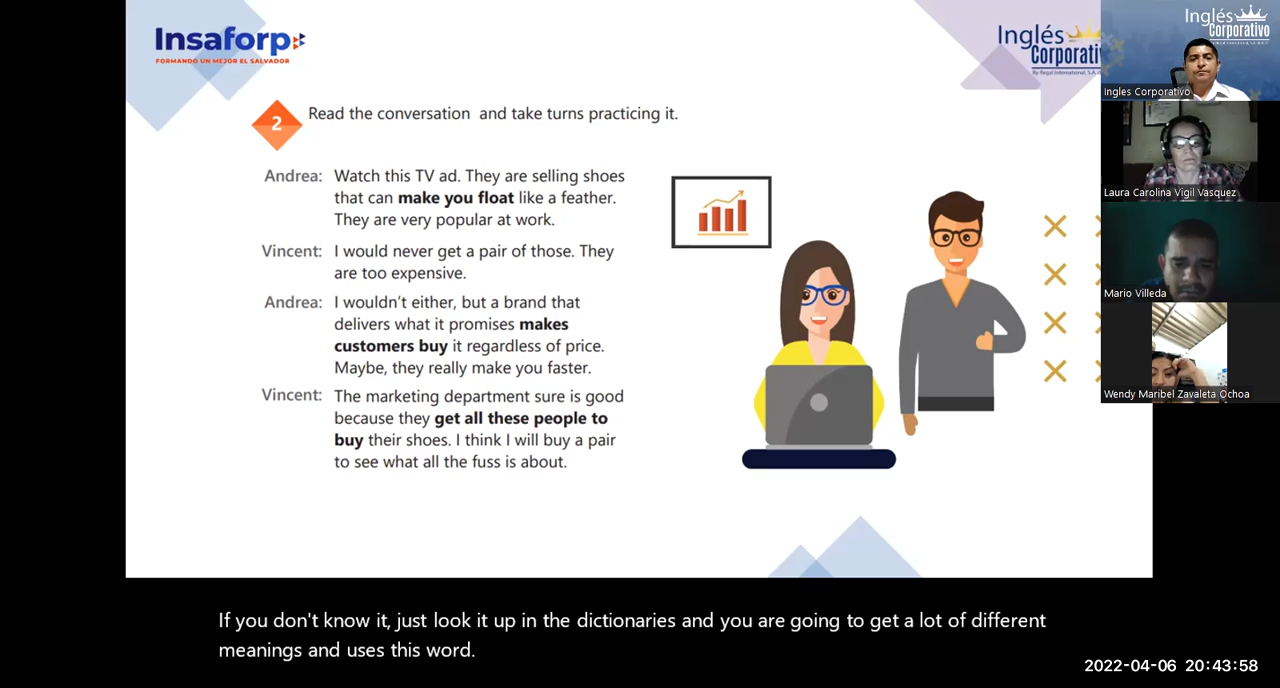 Insaforp
FORMANDO UN MEJOR EL SALVADOR
Inglés
Corporativ
By Regal International, S.A. d
2
Read the conversation and take turns practicing it.
Andrea: Watch this TV ad. They are selling shoes
that can make you float like a feather.
They are very popular at work.
Vincent: I would never get a pair of those. They
are too expensive.
Andrea: I wouldn't either, but a brand that
delivers what it promises makes
customers buy it regardless of price.
Maybe, they really make you faster.
Vincent: The marketing department sure is good
because they get all these people to
buy their shoes. I think I will buy a pair
to see what all the fuss is about.
Inglés
Corporativo
Ingles Corporativo
Laura Carolina Vigil Vasquez
Mario Villeda
Wendy Maribel Zavaleta Ochoa
If you don't know it, just look it up in the dictionaries and you are going to get a lot of different
meanings and uses this word.
2022-04-06 20:43:58